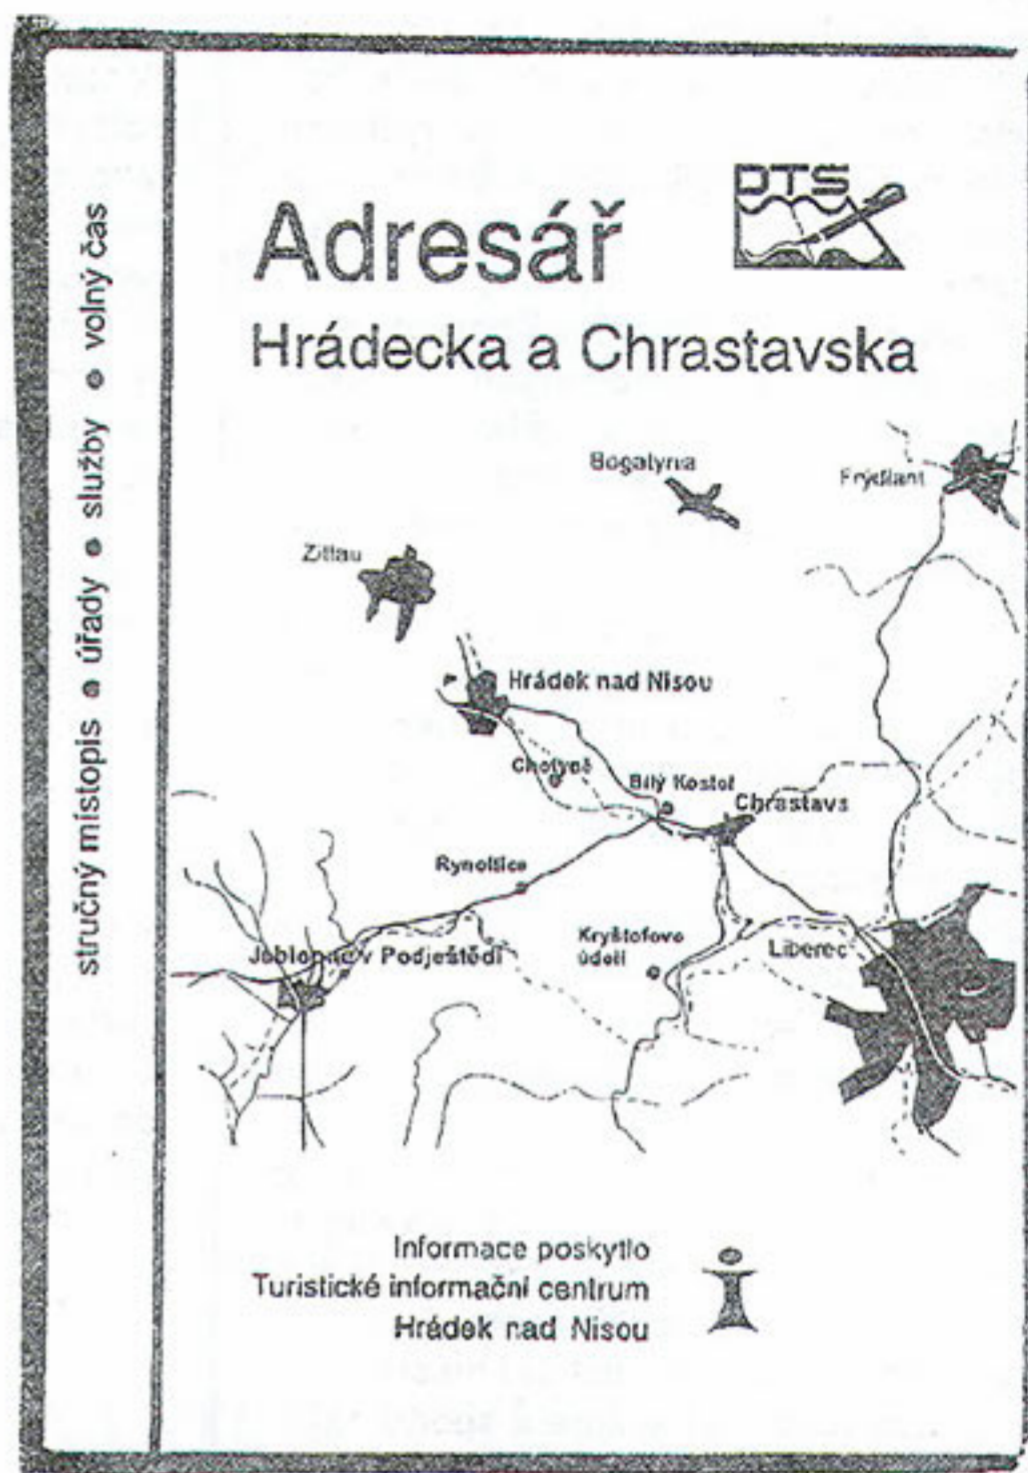 stručný místopis ● úřady ● služby ● volný čas
DTS
Adresář
Hrádecka a Chrastavska
Bogatynia
Frýdlant
Zittau
Hrádek nad Nisou
Chotyně
Bílý Kostel
Chrastava
Rynoltice
Kryštofovo
údolí
Liberec
Jablonné v Podještědí
Informace poskytlo
Turistické informační centrum
Hrádek nad Nisou